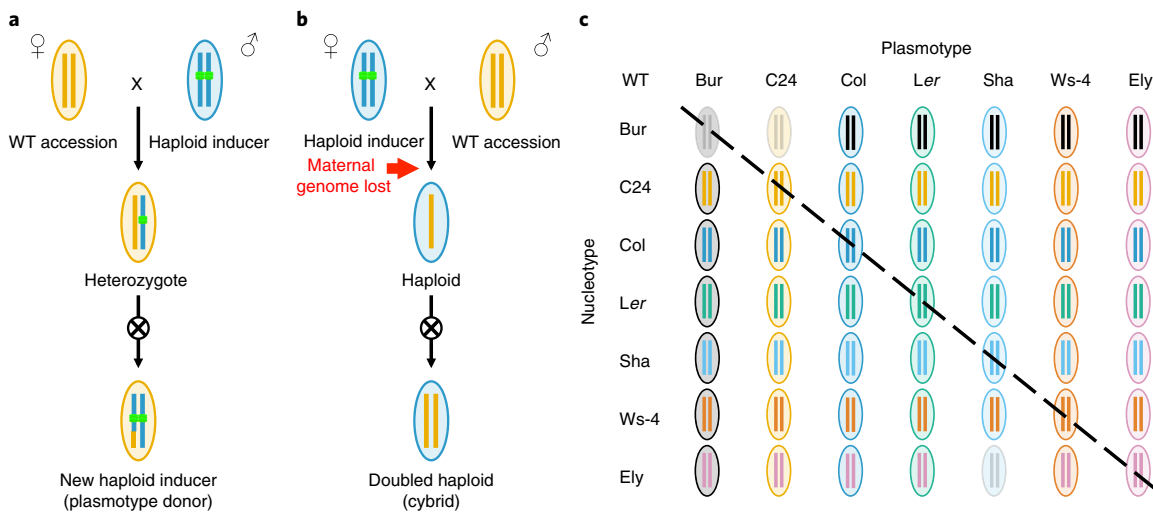 a
♀
♂
X
WT accession
Haploid inducer
Heterozygote
New haploid inducer
(plasmotype donor)
b
♀
♂
X
Haploid inducer
WT accession
Maternal
genome lost
Haploid
Doubled haploid
(cybrid)
c
Plasmotype
WT Bur C24 Col Ler Sha Ws-4 Ely
Nucleotype
Bur
C24
Col
Ler
Sha
Ws-4
Ely